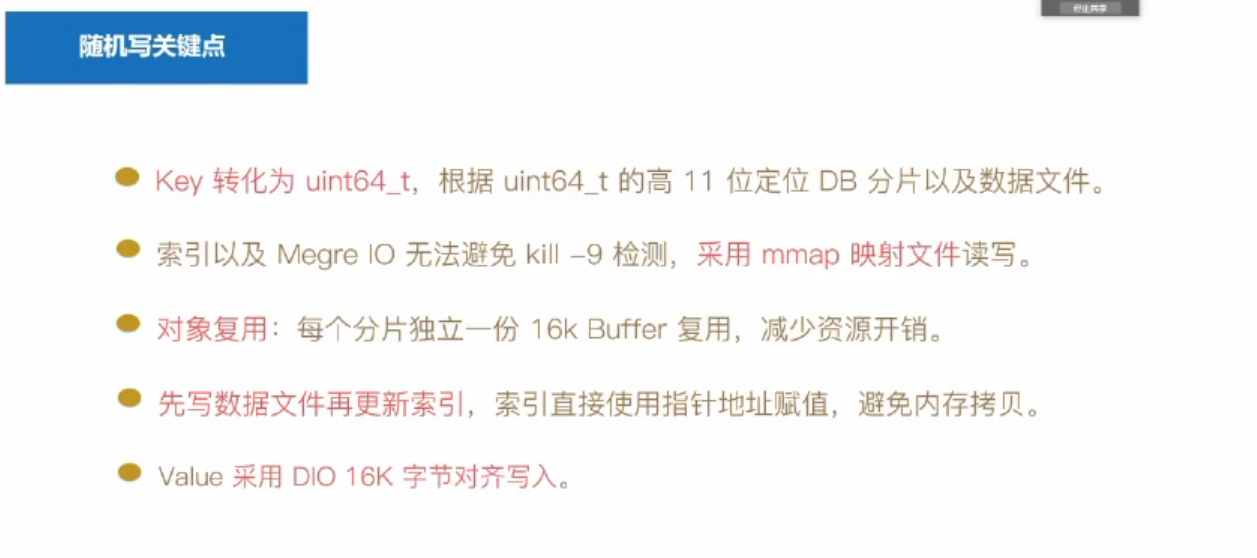 停止共享
随机写关键点
Key 转化为 uint64_t，根据 uint64_t 的高 11 位定位 DB 分片以及数据文件。
索引以及 Megre IO 无法避免 kill -9 检测，采用 mmap 映射文件读写。
对象复用：每个分片独立一份 16k Buffer 复用，减少资源开销。
先写数据文件再更新索引，索引直接使用指针地址赋值，避免内存拷贝。
Value 采用 DIO 16K 字节对齐写入。